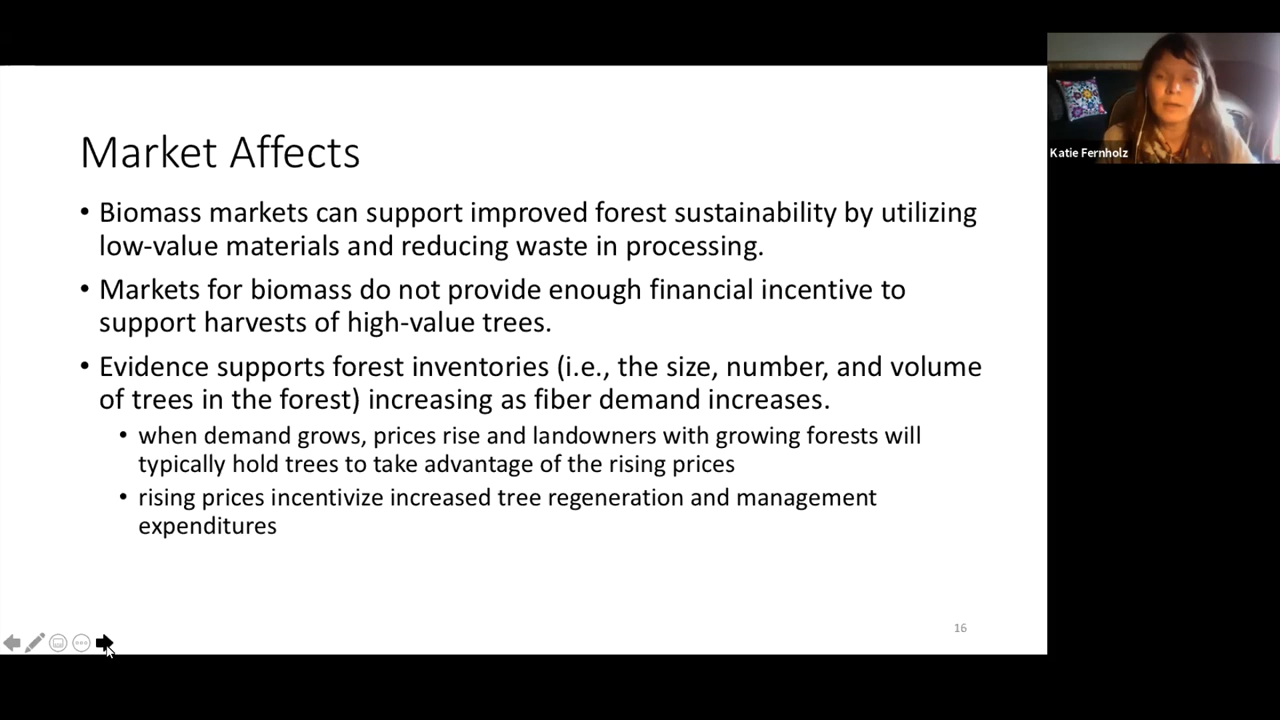 Market Affects
• Biomass markets can support improved forest sustainability by utilizing
low-value materials and reducing waste in processing.
• Markets for biomass do not provide enough financial incentive to
support harvests of high-value trees.
• Evidence supports forest inventories (i.e., the size, number, and volume
of trees in the forest) increasing as fiber demand increases.
• when demand grows, prices rise and landowners with growing forests will
typically hold trees to take advantage of the rising prices
• rising prices incentivize increased tree regeneration and management
expenditures
16
Katie Fernholz